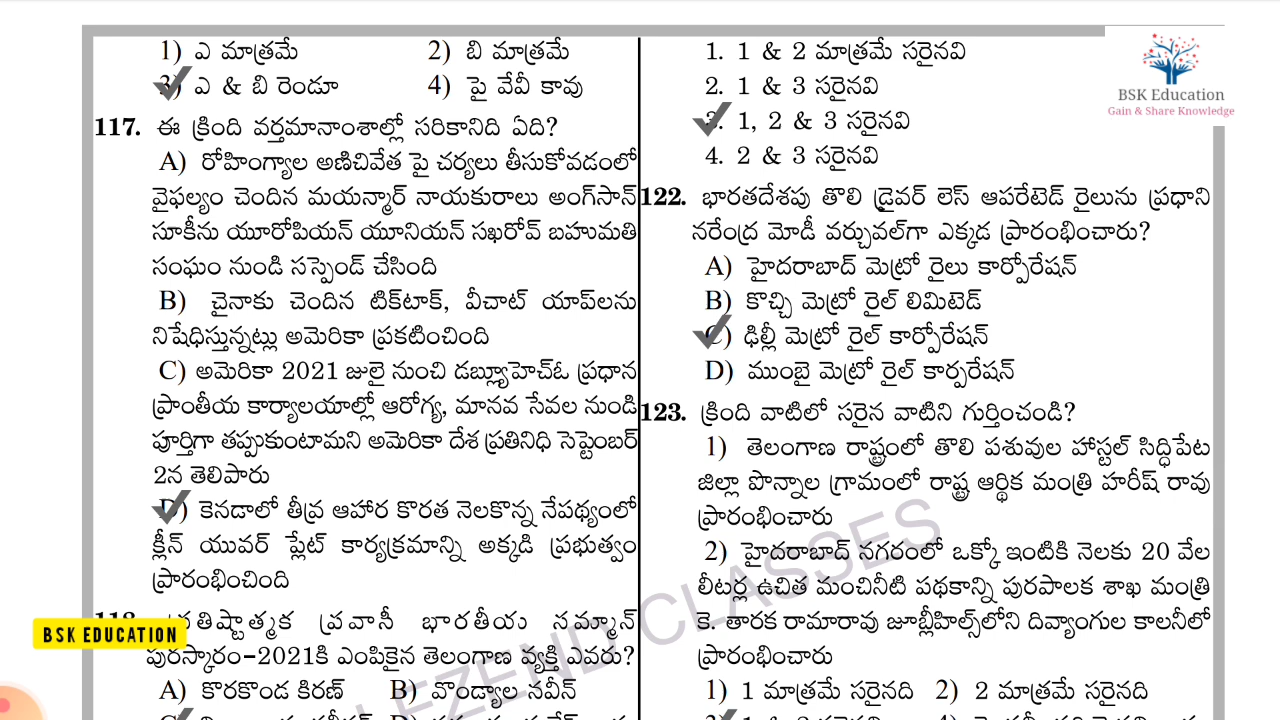 1) ఎ మాత్రమే 2) బి మాత్రమే
3) ఎ & బి రెండూ 4) పై వేవీ కావు
117. ఈ క్రింది వర్తమానాంశాల్లో సరికానిది ఏది?
A) రోహింగ్యాల అణిచివేత పై చర్యలు తీసుకోవడంలో
వైఫల్యం చెందిన మయన్మార్ నాయకురాలు అంగ్‌సాన్
సూకీను యూరోపియన్ యూనియన్ సఖరోవ్ బహుమతి
సంఘం నుండి సస్పెండ్ చేసింది
B) చైనాకు చెందిన టిక్‌టాక్, వీచాట్ యాప్‌లను
నిషేధిస్తున్నట్లు అమెరికా ప్రకటించింది
C) అమెరికా 2021 జులై నుంచి డబ్ల్యూహెచ్ఓ ప్రధాన
ప్రాంతీయ కార్యాలయాల్లో ఆరోగ్య, మానవ సేవల నుండి
పూర్తిగా తప్పుకుంటామని అమెరికా దేశ ప్రతినిధి సెప్టెంబర్
2న తెలిపారు
D) కెనడాలో తీవ్ర ఆహార కొరత నెలకొన్న నేపథ్యంలో
క్లీన్ యువర్ ప్లేట్ కార్యక్రమాన్ని అక్కడి ప్రభుత్వం
ప్రారంభించింది
ప్రవాసీ భారతీయ సమ్మాన్
పురస్కారం-2021కి ఎంపికైన తెలంగాణ వ్యక్తి ఎవరు?
A) కొరకొండ కిరణ్ B) వొండ్యాల నవీన్
1. 1 & 2 మాత్రమే సరైనవి
2. 1 & 3 సరైనవి
3. 1, 2 & 3 సరైనవి
4. 2 & 3 సరైనవి
122. భారతదేశపు తొలి డ్రైవర్ లెస్ ఆపరేటెడ్ రైలును ప్రధాని
నరేంద్ర మోడీ వర్చువల్‌గా ఎక్కడ ప్రారంభించారు?
A) హైదరాబాద్ మెట్రో రైలు కార్పోరేషన్
B) కొచ్చి మెట్రో రైల్ లిమిటెడ్
C) ఢిల్లీ మెట్రో రైల్ కార్పోరేషన్
D) ముంబై మెట్రో రైల్ కార్పరేషన్
123. క్రింది వాటిలో సరైన వాటిని గుర్తించండి?
1) తెలంగాణ రాష్ట్రంలో తొలి పశువుల హాస్టల్ సిద్ధిపేట
జిల్లా పొన్నాల గ్రామంలో రాష్ట్ర ఆర్థిక మంత్రి హరీష్ రావు
ప్రారంభించారు
2) హైదరాబాద్ నగరంలో ఒక్కో ఇంటికి నెలకు 20 వేల
లీటర్ల ఉచిత మంచినీటి పథకాన్ని పురపాలక శాఖ మంత్రి
కె. తారక రామారావు జూబ్లీహిల్స్‌లోని దివ్యాంగుల కాలనీలో
ప్రారంభించారు
1) 1 మాత్రమే సరైనది 2) 2 మాత్రమే సరైనది
BSK Education
Gain & Share Knowledge
BSK EDUCATION
LEZEND CLASSES